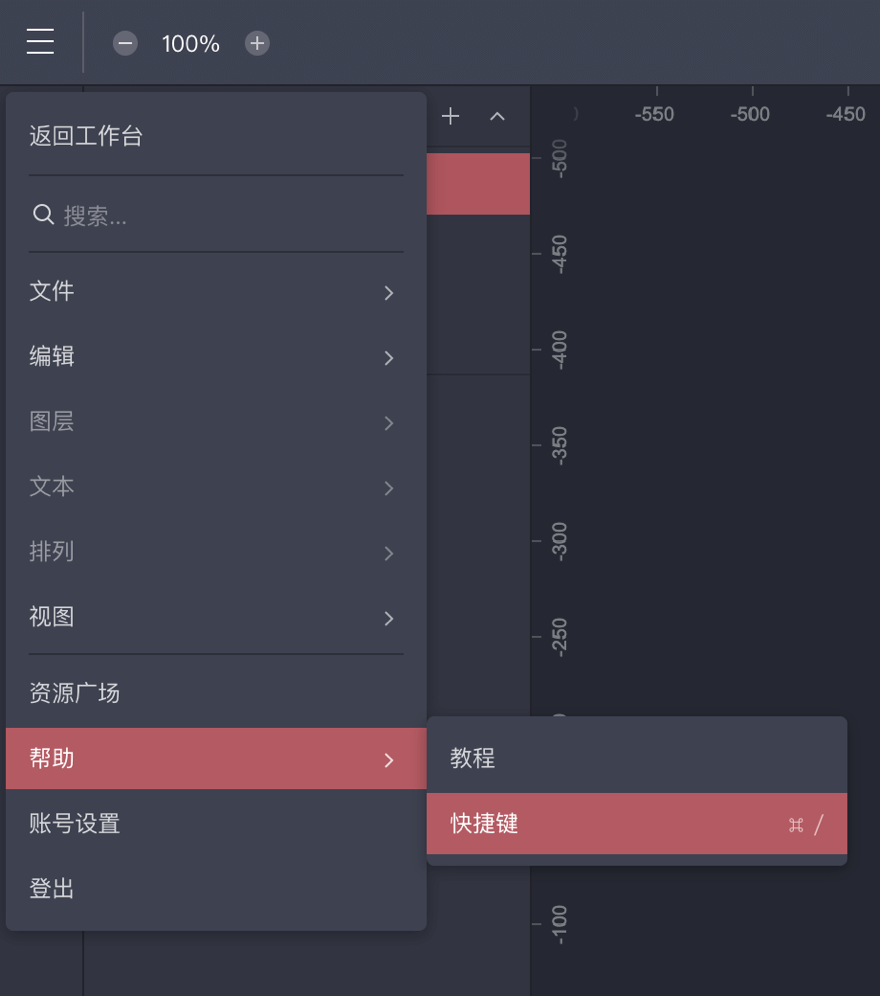 100%
-550 -500 -450
返回工作台
搜索...
文件
编辑
图层
文本
排列
视图
资源广场
帮助
账号设置
登出
教程
快捷键 ⌘ /
-500
-450
-400
-350
-300
-250
-100